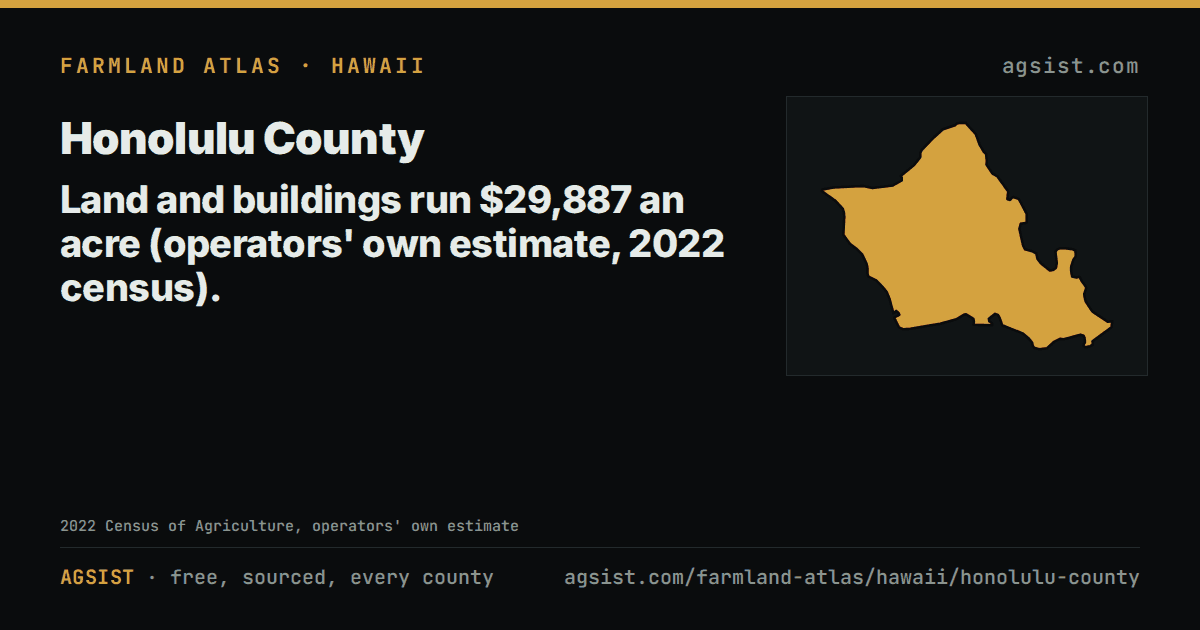 FARMLAND ATLAS · HAWAII
agsist.com
Honolulu County
Land and buildings run $29,887 an
acre (operators' own estimate, 2022
census).
2022 Census of Agriculture, operators' own estimate
AGSIST · free, sourced, every county
agsist.com/farmland-atlas/hawaii/honolulu-county